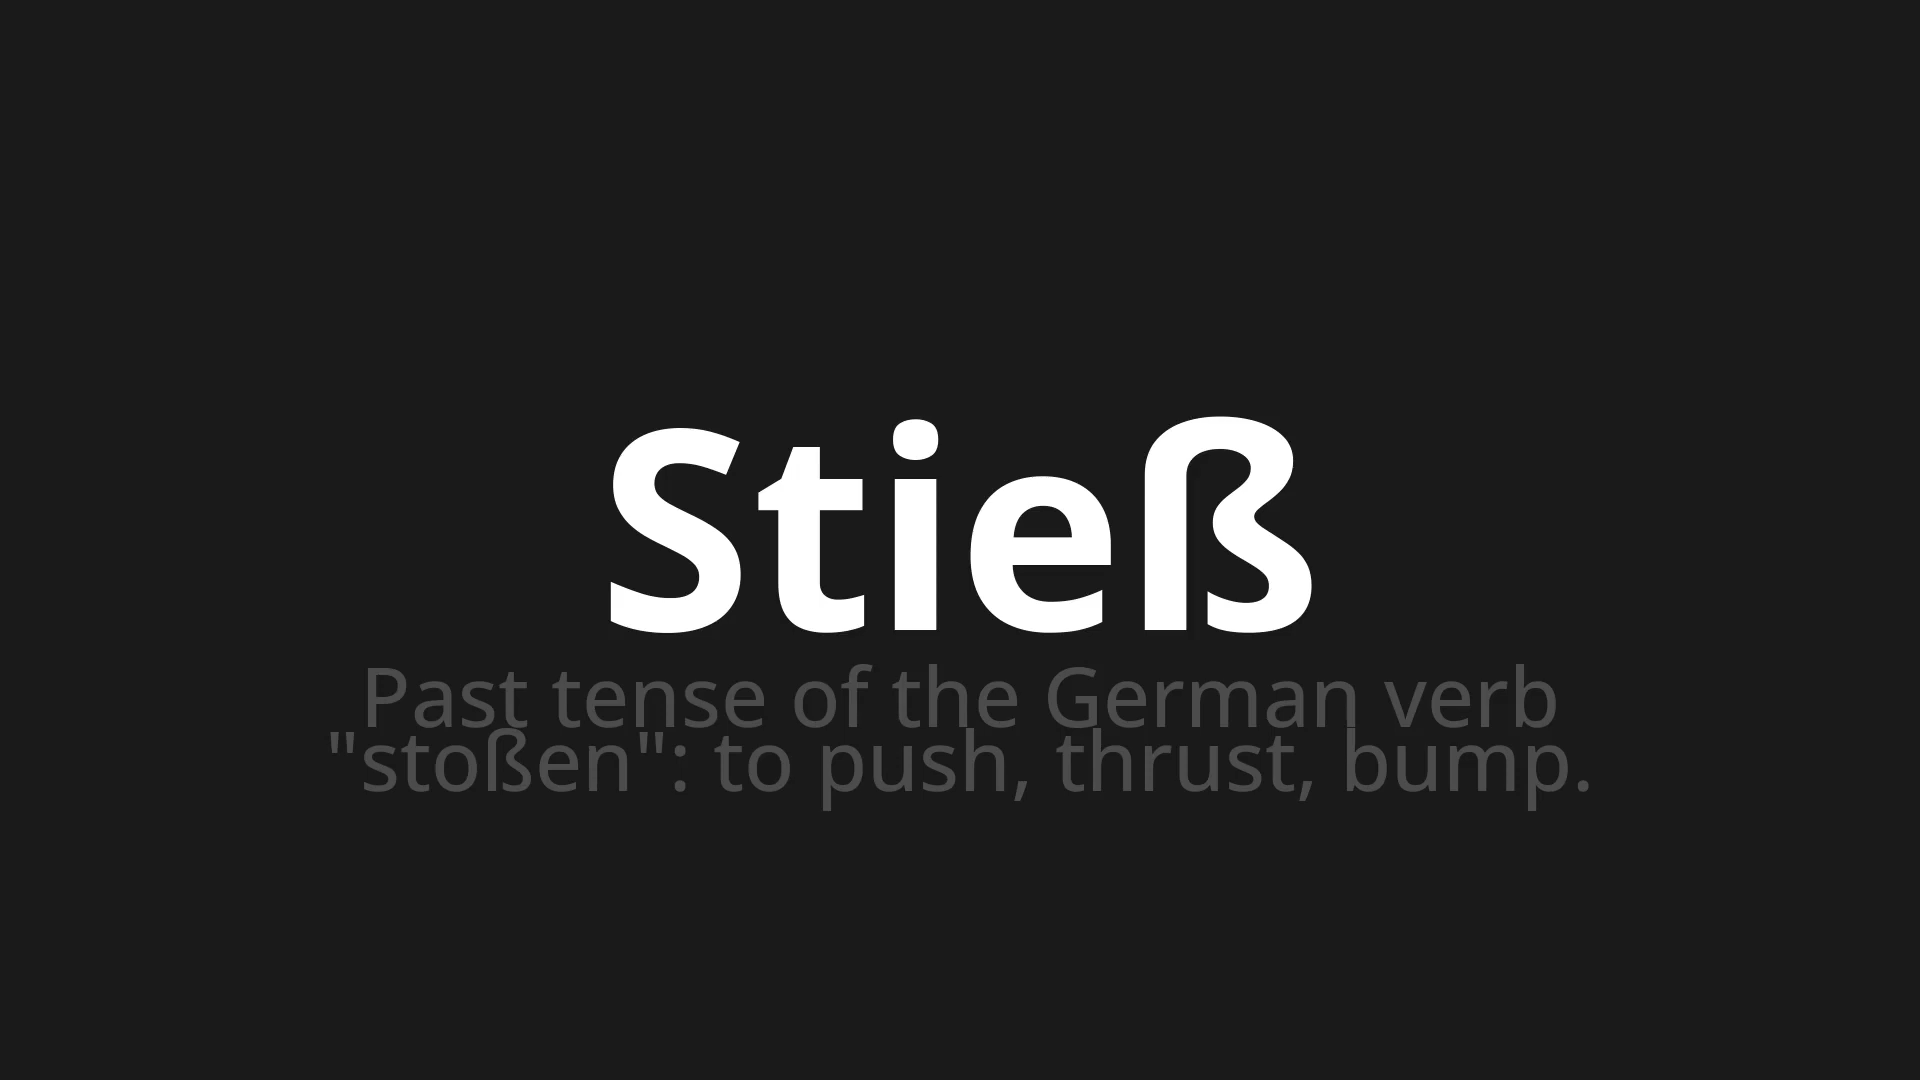 Stieß
Past tense of the German verb
"stoßen": to push, thrust, bump.